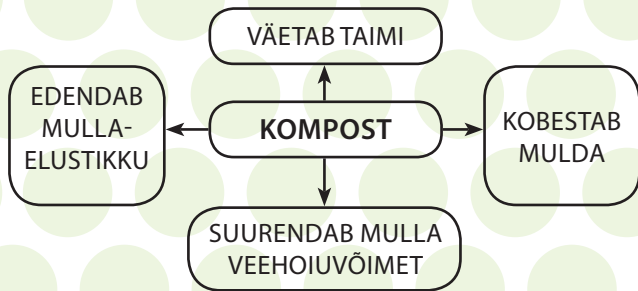 VÄETAB TAIMI
EDENDAB
MULLA-
ELUSTIKKU
KOMPOST
KOBESTAB
MULDA
SUURENDAB MULLA
VEEHOIUVÕIMET